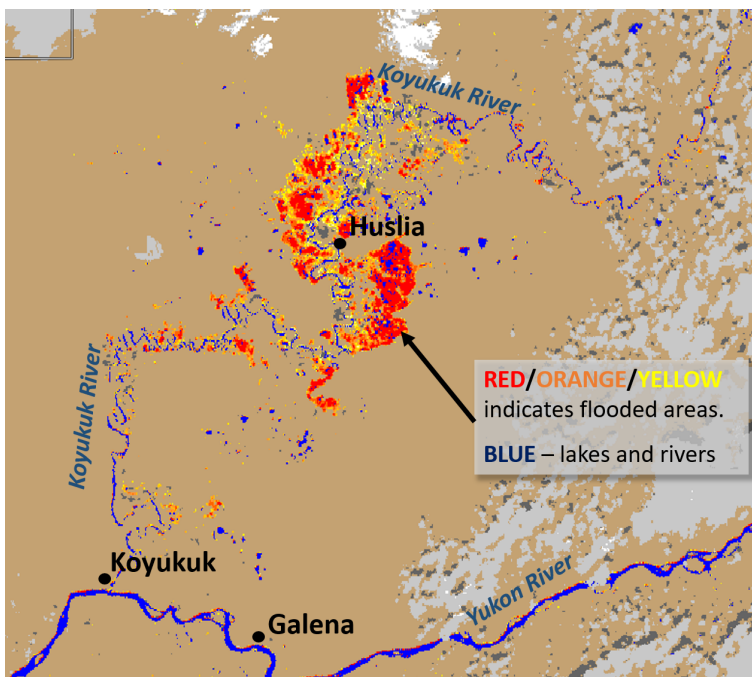 Koyukuk River
Huslia
RED/ORANGE/YELLOW
indicates flooded areas.
BLUE – lakes and rivers
Koyukuk River
Koyukuk
Yukon River
Galena